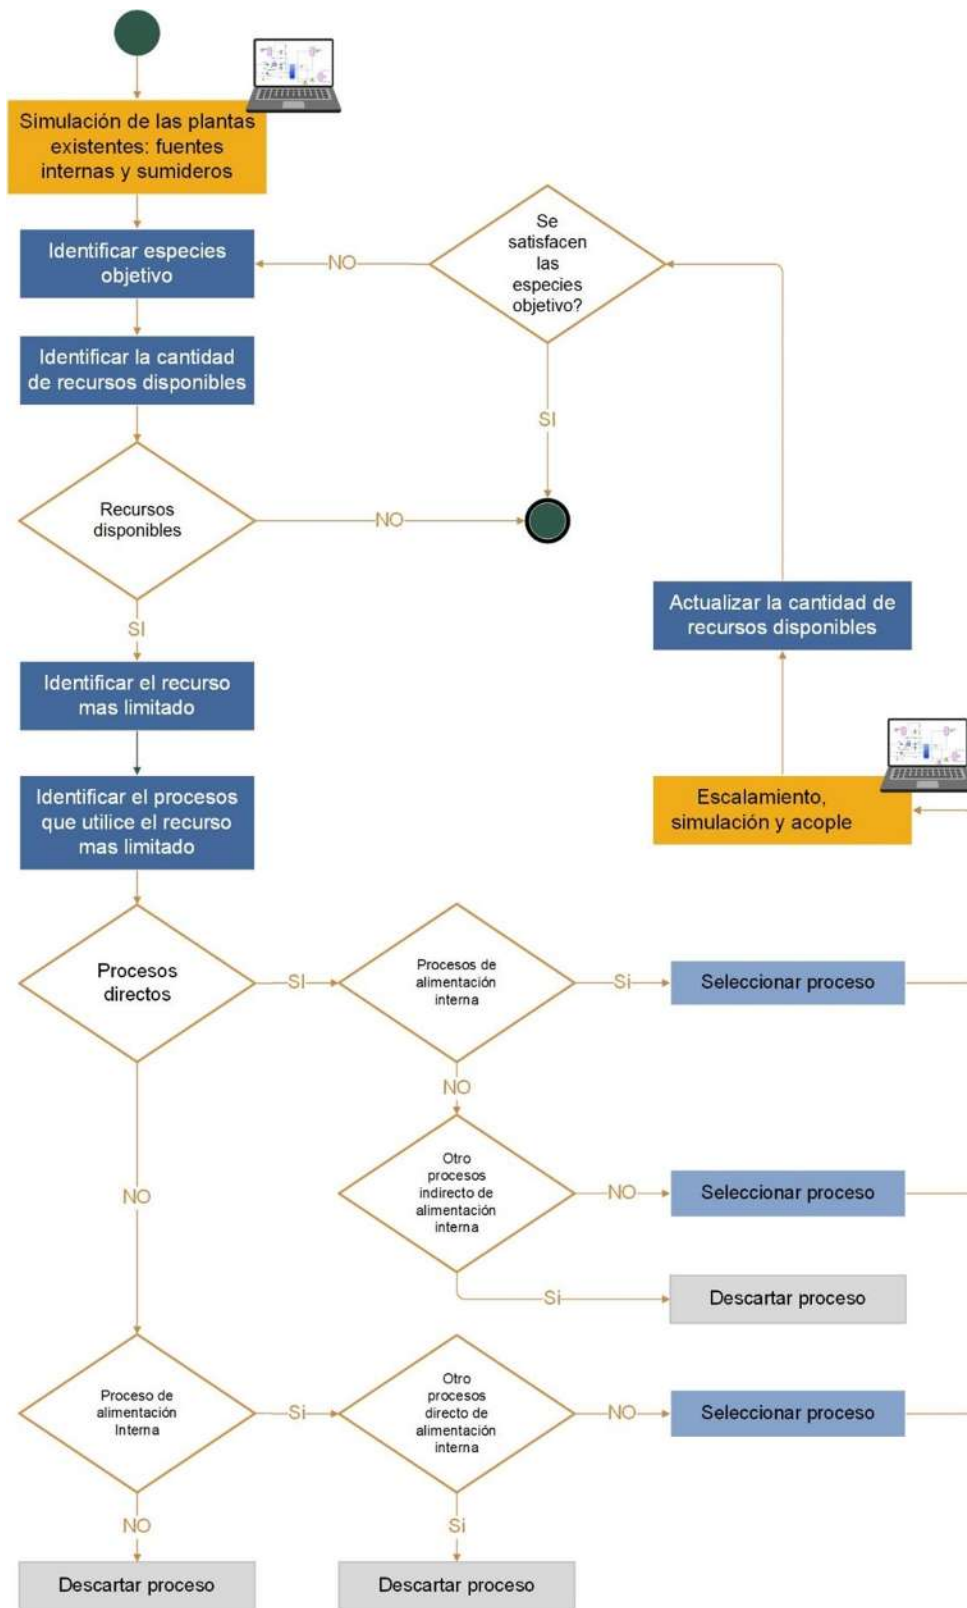 Simulación de las plantas
existentes: fuentes
internas y sumideros
Identificar especies
objetivo
NO
Se
satisfacen
las
especies
objetivo?
Identificar la cantidad
de recursos disponibles
SI
Recursos
disponibles
NO
SI
Actualizar la cantidad de
recursos disponibles
Identificar el recurso
mas limitado
Identificar el procesos
que utilice el recurso
mas limitado
Escalamiento,
simulación y acople
Procesos
directos
SI
Procesos de
alimentación
interna
Si
Seleccionar proceso
NO
NO
Otro
procesos
indirecto de
alimentación
interna
NO
Seleccionar proceso
Si
Descartar proceso
Proceso de
alimentación
Interna
Si
Otro
procesos
directo de
alimentación
interna
NO
Seleccionar proceso
NO
Si
Descartar proceso
Descartar proceso